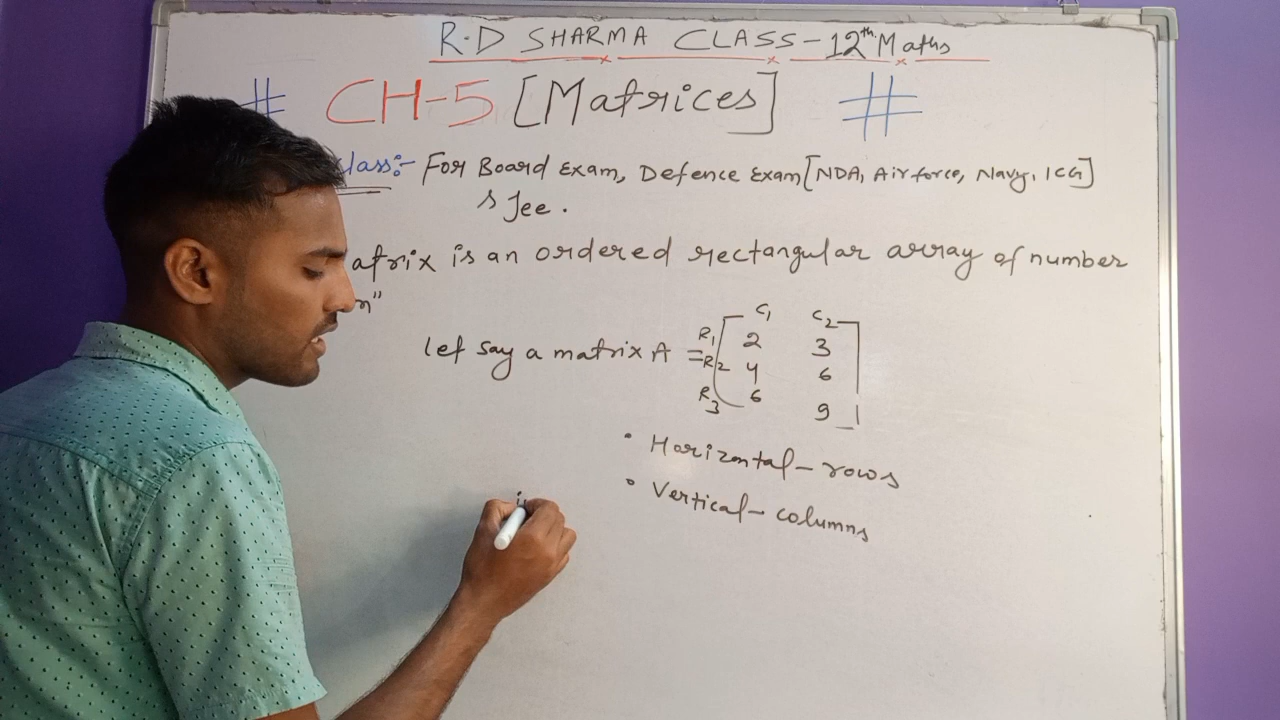 R.D SHARMA CLASS-12th Maths
# CH-5 [Matrices] #
lass:- For Board Exam, Defence Exam [NDA, Airforce, Navy, ICG]
Jee.
atrix is an ordered rectangular array of number
n"
C1 C2
let say a matrix A =
R1 2 3
R2 4 6
R3 6 9
• Horizontal - rows
• Vertical - columns